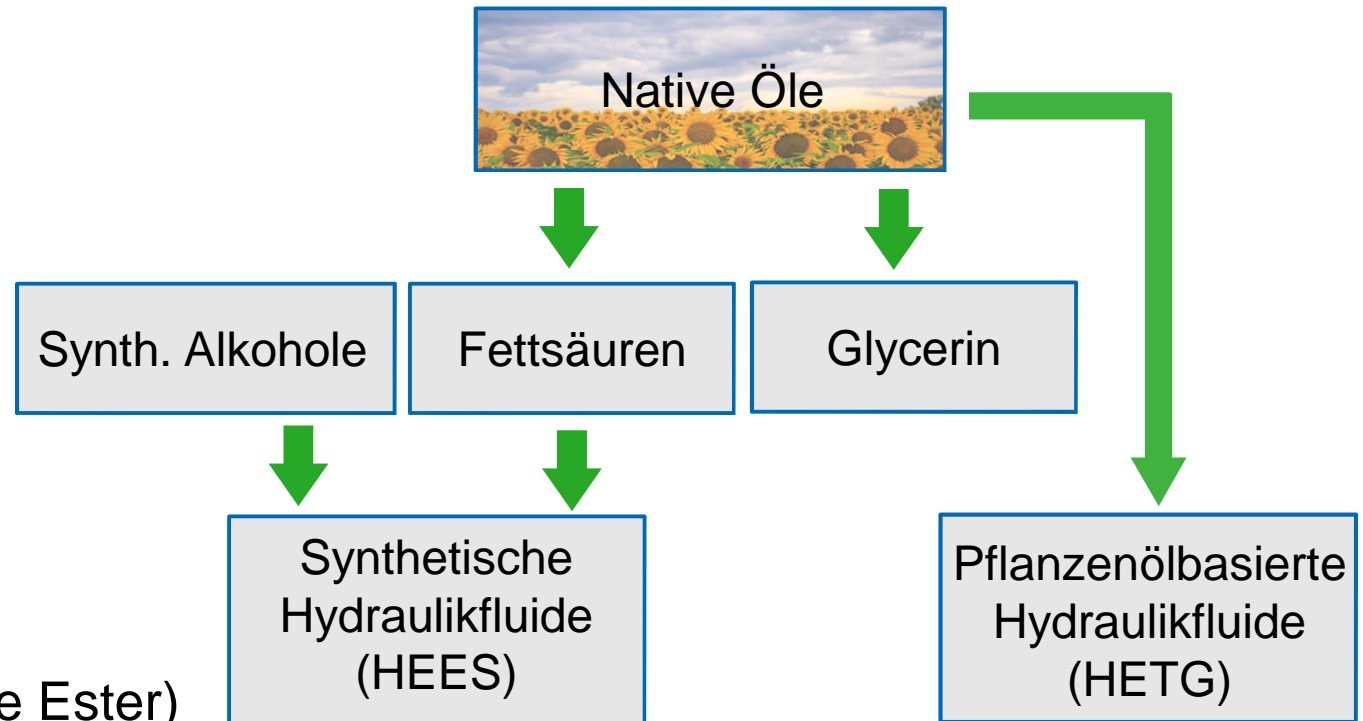 Native Öle
Synth. Alkohole
Fettsäuren
Glycerin
Synthetische
Hydraulikfluide
(HEES)
Pflanzenölbasierte
Hydraulikfluide
(HETG)
e Ester)